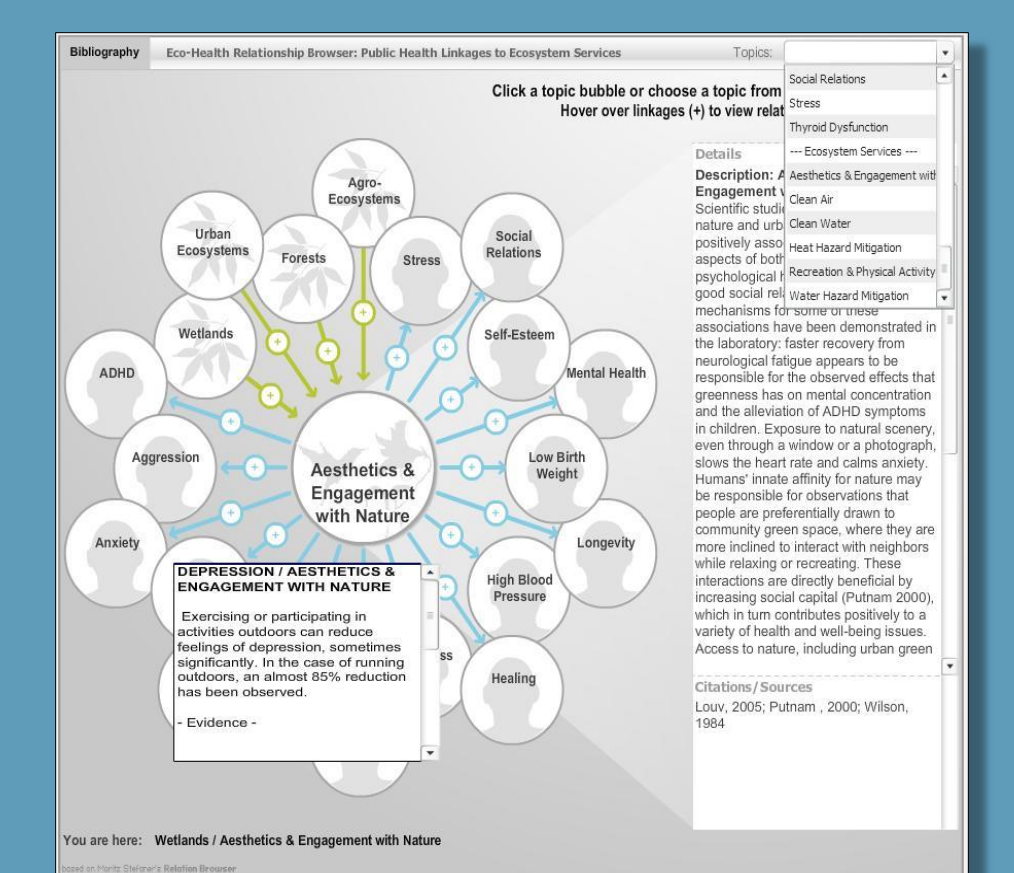 Bibliography
Eco-Health Relationship Browser: Public Health Linkages to Ecosystem Services
Topics:
Click a topic bubble or choose a topic from
Hover over linkages (+) to view
Social Relations
Stress
Thyroid Dysfunction
--- Ecosystem Services ---
Aesthetics & Engagement
Clean Air
Clean Water
Heat Hazard Mitigation
Recreation & Physical Activity
Water Hazard Mitigation
Agro-
Ecosystems
Urban
Ecosystems
Forests
Stress
Social
Relations
Wetlands
Self-Esteem
ADHD
Mental Health
Aggression
Low Birth
Weight
Aesthetics &
Engagement
with Nature
Anxiety
Longevity
High Blood
Pressure
Healing
DEPRESSION / AESTHETICS &
ENGAGEMENT WITH NATURE
Exercising or participating in
activities outdoors can reduce
feelings of depression, sometimes
significantly. In the case of running
outdoors, an almost 85% reduction
has been observed.
- Evidence -
Details
Description:
Engagement
Scientific
nature and
positively
aspects of both
good social
mechanisms for some of these
associations have been demonstrated in
the laboratory: faster recovery from
neurological fatigue appears to be
responsible for the observed effects that
greenness has on mental concentration
and the alleviation of ADHD symptoms
in children. Exposure to natural scenery,
even through a window or a photograph,
slows the heart rate and calms anxiety.
Humans' innate affinity for nature may
be responsible for observations that
people are preferentially drawn to
community green space, where they are
more inclined to interact with neighbors
while relaxing or recreating. These
interactions are directly beneficial by
increasing social capital (Putnam 2000),
which in turn contributes positively to a
variety of health and well-being issues.
Access to nature, including urban green
Citations/Sources
Louv, 2005; Putnam , 2000; Wilson,
1984
You are here: Wetlands / Aesthetics & Engagement with Nature
based on Moritz Stefaner's Relation Browser